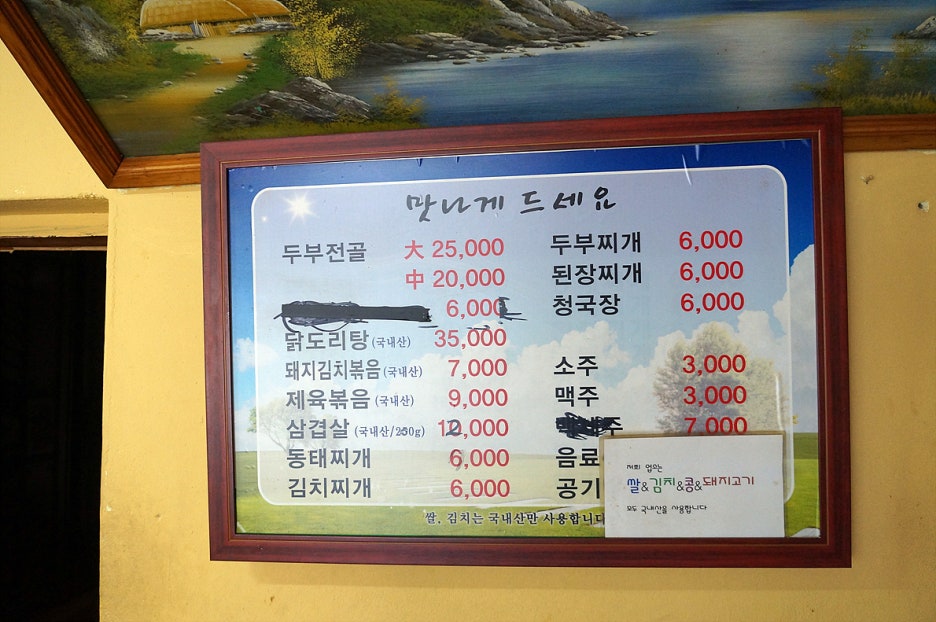 맛나게 드세요
두부전골 大 25,000
中 20,000
6,000
닭도리탕(국내산) 35,000
돼지김치볶음(국내산) 7,000
제육볶음(국내산) 9,000
삼겹살 (국내산/250g) 12,000
동태찌개 6,000
김치찌개 6,000
두부찌개 6,000
된장찌개 6,000
청국장 6,000
소주 3,000
맥주 3,000
주 7,000
음료
공기
쌀, 김치는 국내산만 사용합니다
저희 업소는
쌀&김치&콩&돼지고기
모두 국내산을 사용합니다